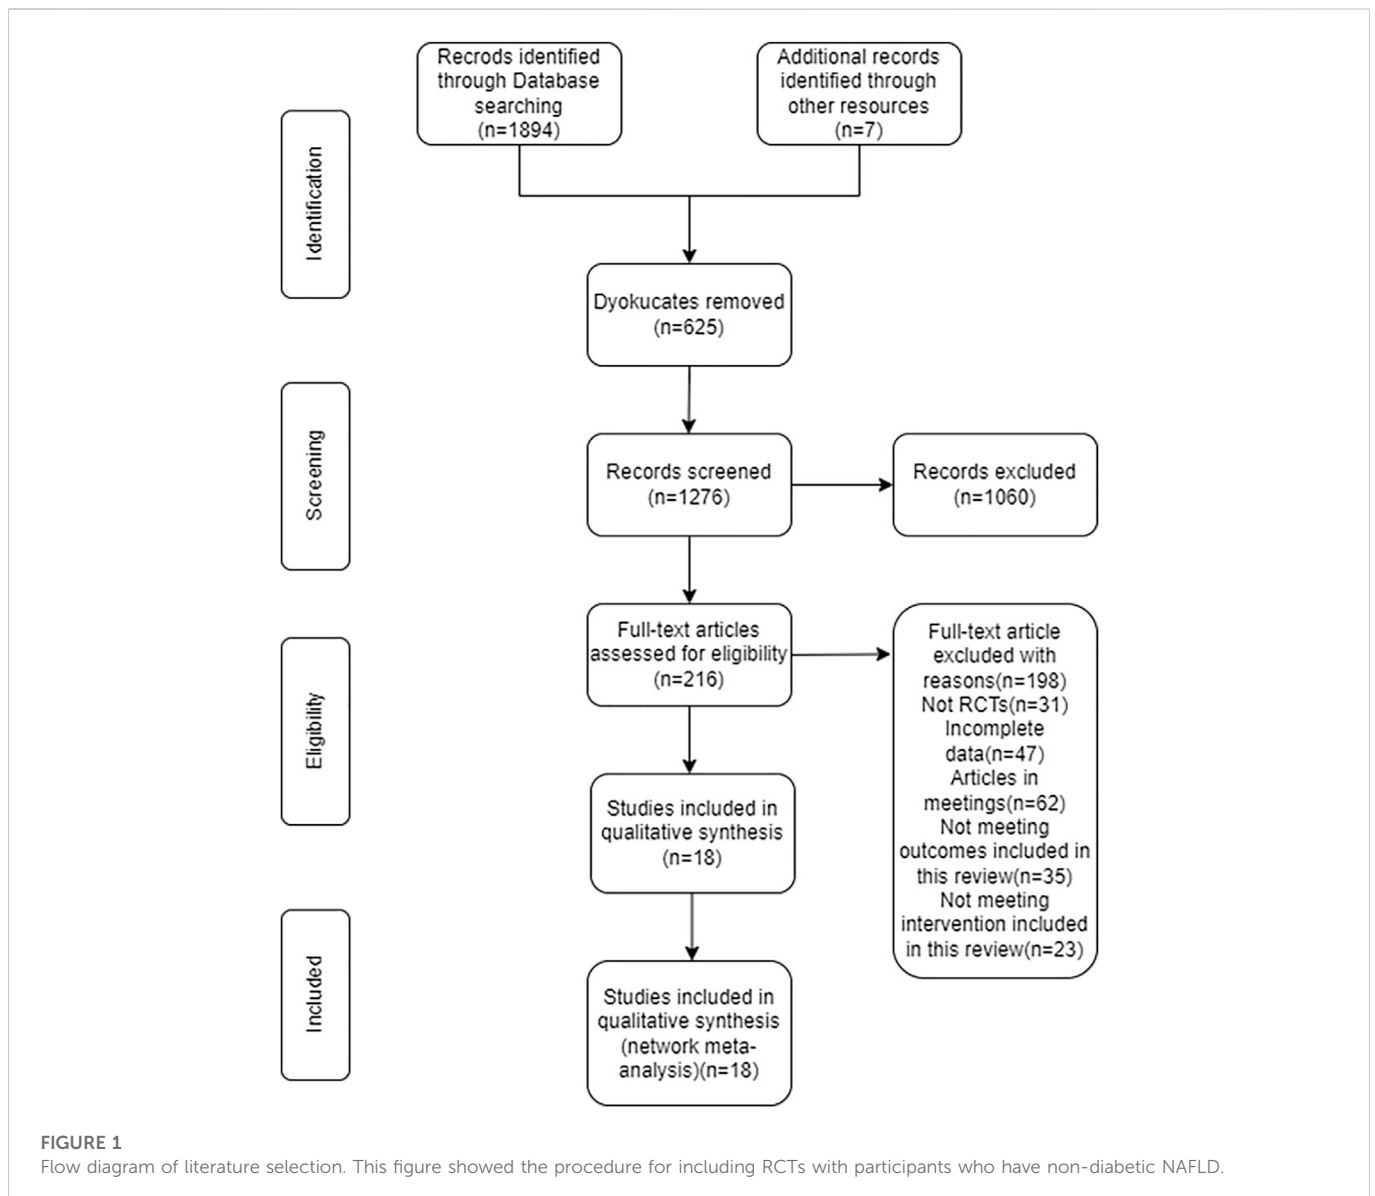 Recrods identified
through Database
searching
(n=1894)
Additional records
identified through
other resources
(n=7)
Identification
Dyokucates removed
(n=625)
Screening
Records screened
(n=1276)
Records excluded
(n=1060)
Eligibility
Full-text articles
assessed for eligibility
(n=216)
Full-text article
excluded with
reasons(n=198)
Not RCTs(n=31)
Incomplete
data(n=47)
Articles in
meetings(n=62)
Not meeting
outcomes included in
this review(n=35)
Not meeting
intervention included
in this review(n=23)
Studies included in
qualitative synthesis
(n=18)
Included
Studies included in
qualitative synthesis
(network meta-
analysis)(n=18)
FIGURE 1
Flow diagram of literature selection. This figure showed the procedure for including RCTs with participants who have non-diabetic NAFLD.